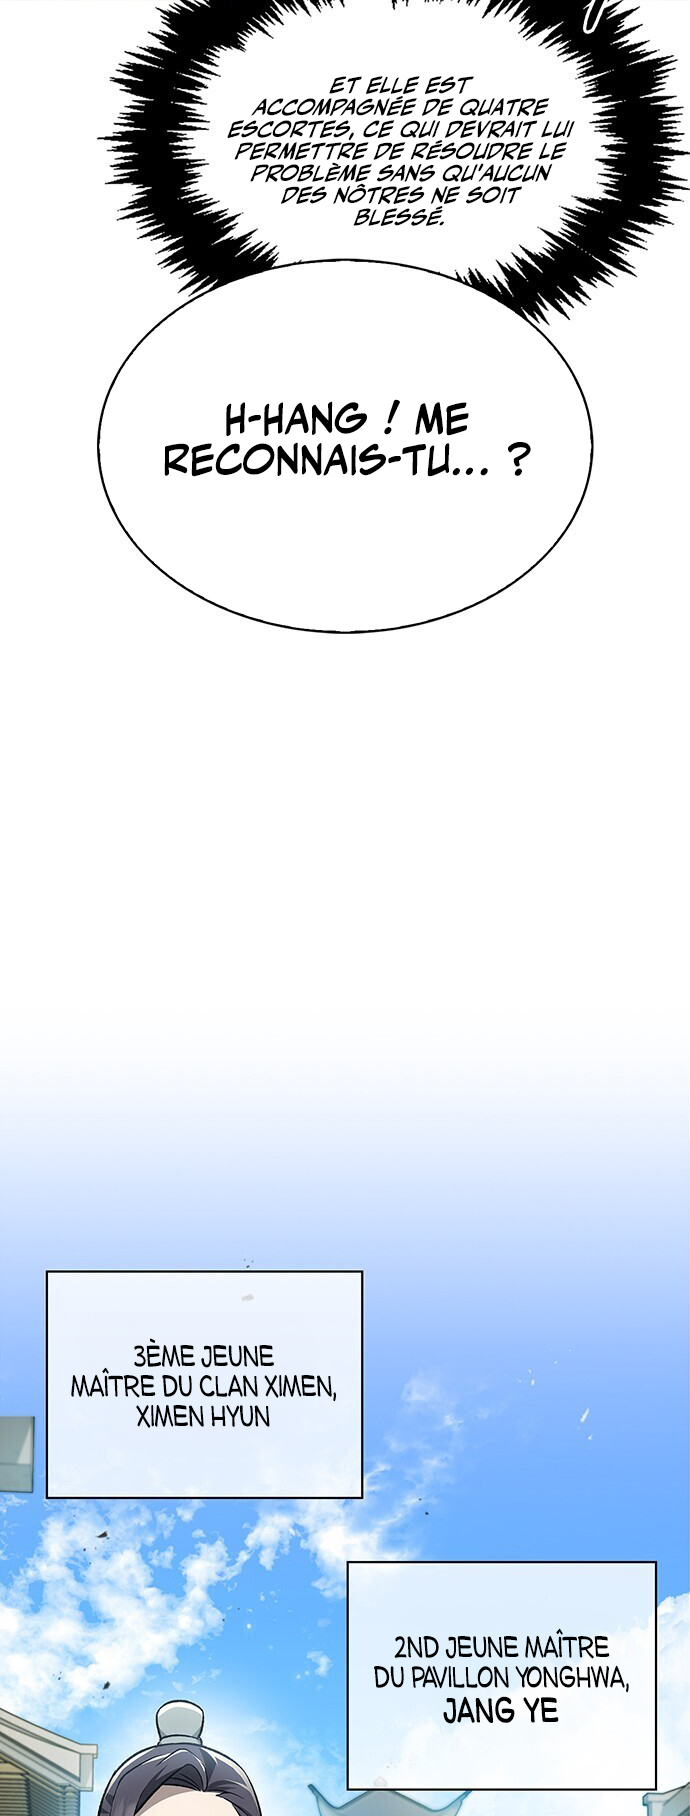 ET ELLE EST
ACCOMPAGNÉE DE QUATRE
ESCORTES, CE QUI DEVRAIT LUI
PERMETTRE DE RÉSOUDRE LE
PROBLÈME SANS QU'AUCUN
DES NÔTRES NE SOIT
BLESSÉ.
H-HANG ! ME
RECONNAIS-TU... ?
3ÈME JEUNE
MAÎTRE DU CLAN XIMEN,
XIMEN HYUN
2ND JEUNE MAÎTRE
DU PAVILLON YONGHWA,
JANG YE